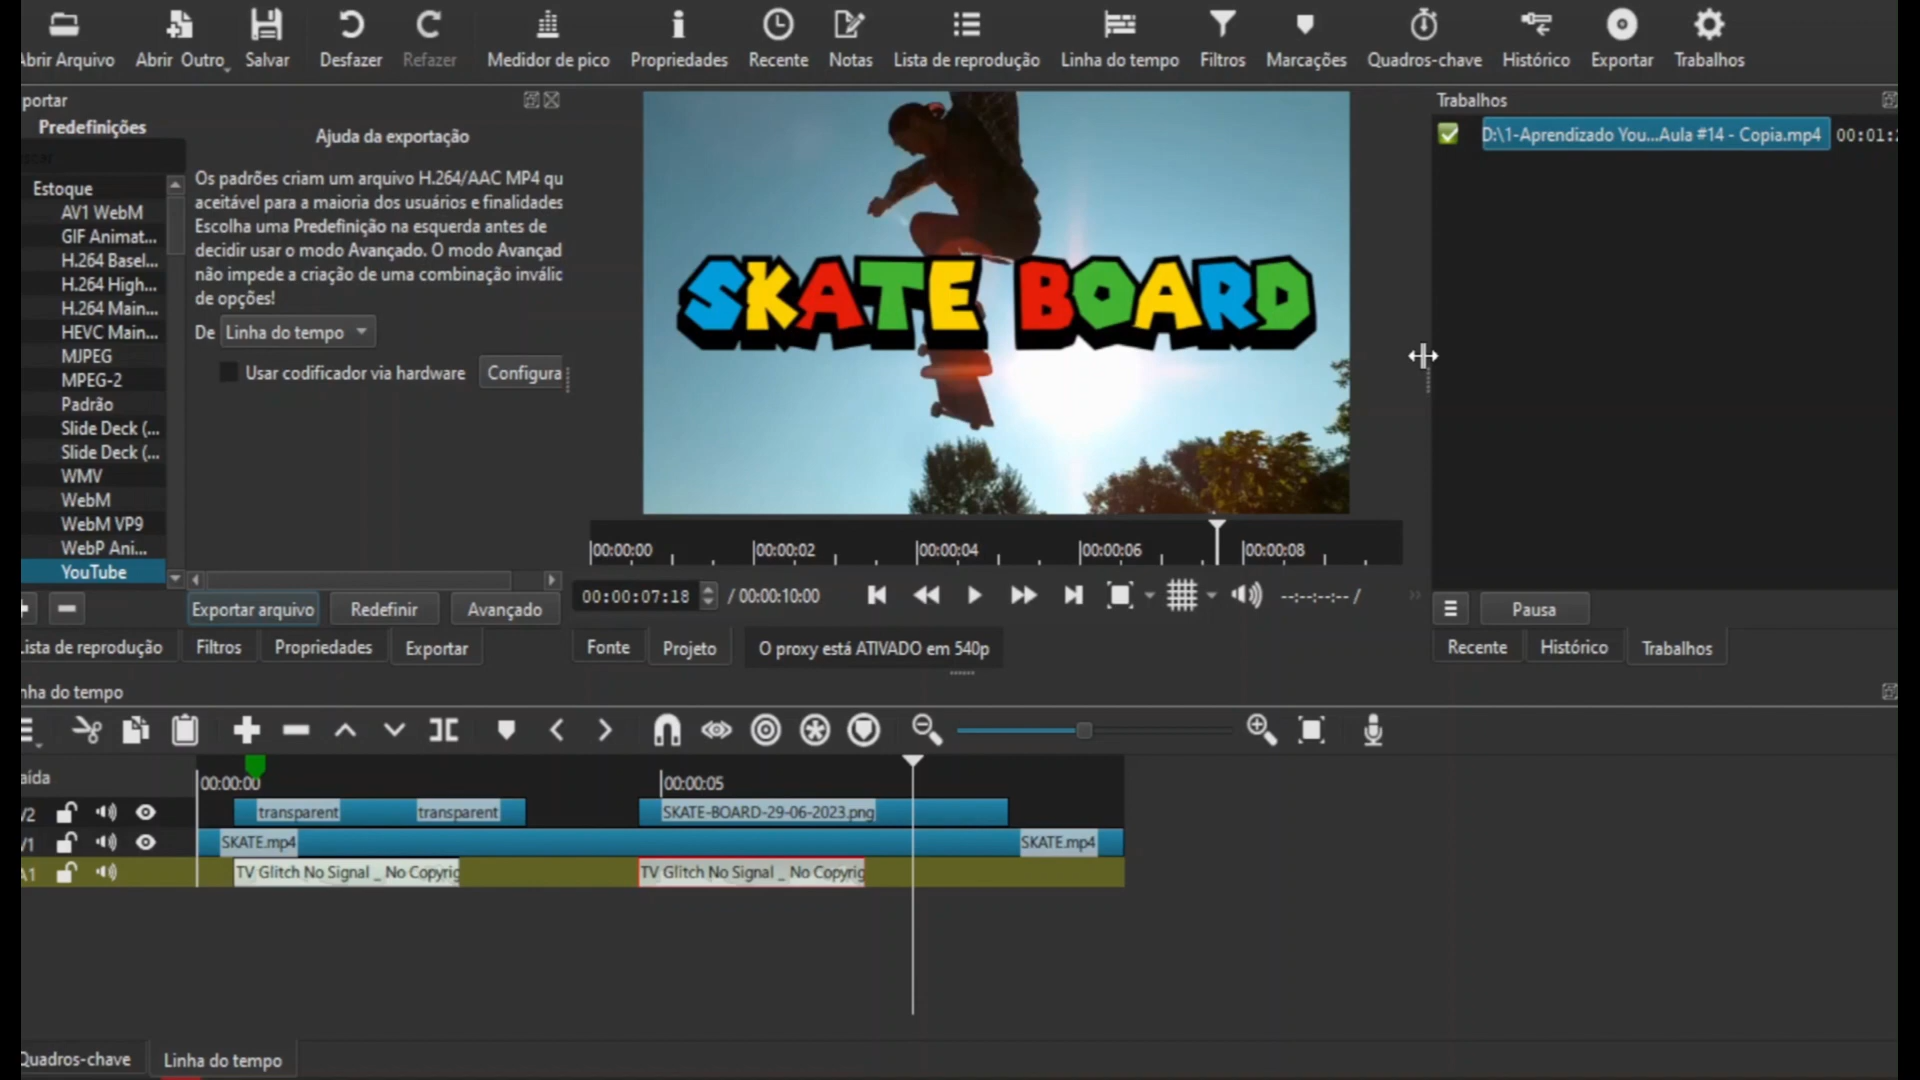 Abrir Arquivo
Abrir Outro
Salvar
Desfazer
Refazer
Medidor de pico
Propriedades
Recente
Notas
Lista de reprodução
Linha do tempo
Filtros
Marcações
Quadros-chave
Histórico
Exportar
Trabalhos
portar
Predefinições
Estoque
AV1 WebM
GIF Animat...
H.264 Basel...
H.264 High...
H.264 Main...
HEVC Main...
MJPEG
MPEG-2
Padrão
Slide Deck (...
Slide Deck (...
WMV
WebM
WebM VP9
WebP Ani...
YouTube
Ajuda da exportação
Os padrões criam um arquivo H.264/AAC MP4 qu
aceitável para a maioria dos usuários e finalidades
Escolha uma Predefinição na esquerda antes de
decidir usar o modo Avançado. O modo Avançad
não impede a criação de uma combinação inválic
de opções!
De Linha do tempo
Usar codificador via hardware
Configura
Exportar arquivo
Redefinir
Avançado
Lista de reprodução
Filtros
Propriedades
Exportar
SKATE BOARD
00:00:00
00:00:02
00:00:04
00:00:06
00:00:08
00:00:07:18
/ 00:00:10:00
--:--:--:-- /
Fonte
Projeto
O proxy está ATIVADO em 540p
Trabalhos
D:\1-Aprendizado You...Aula #14 - Copia.mp4
00:01:
Pausa
Recente
Histórico
Trabalhos
nha do tempo
00:00:00
00:00:05
aída
V2
transparent
transparent
SKATE-BOARD-29-06-2023.png
V1
SKATE.mp4
SKATE.mp4
A1
TV Glitch No Signal _ No Copyrig
TV Glitch No Signal _ No Copyrig
Quadros-chave
Linha do tempo